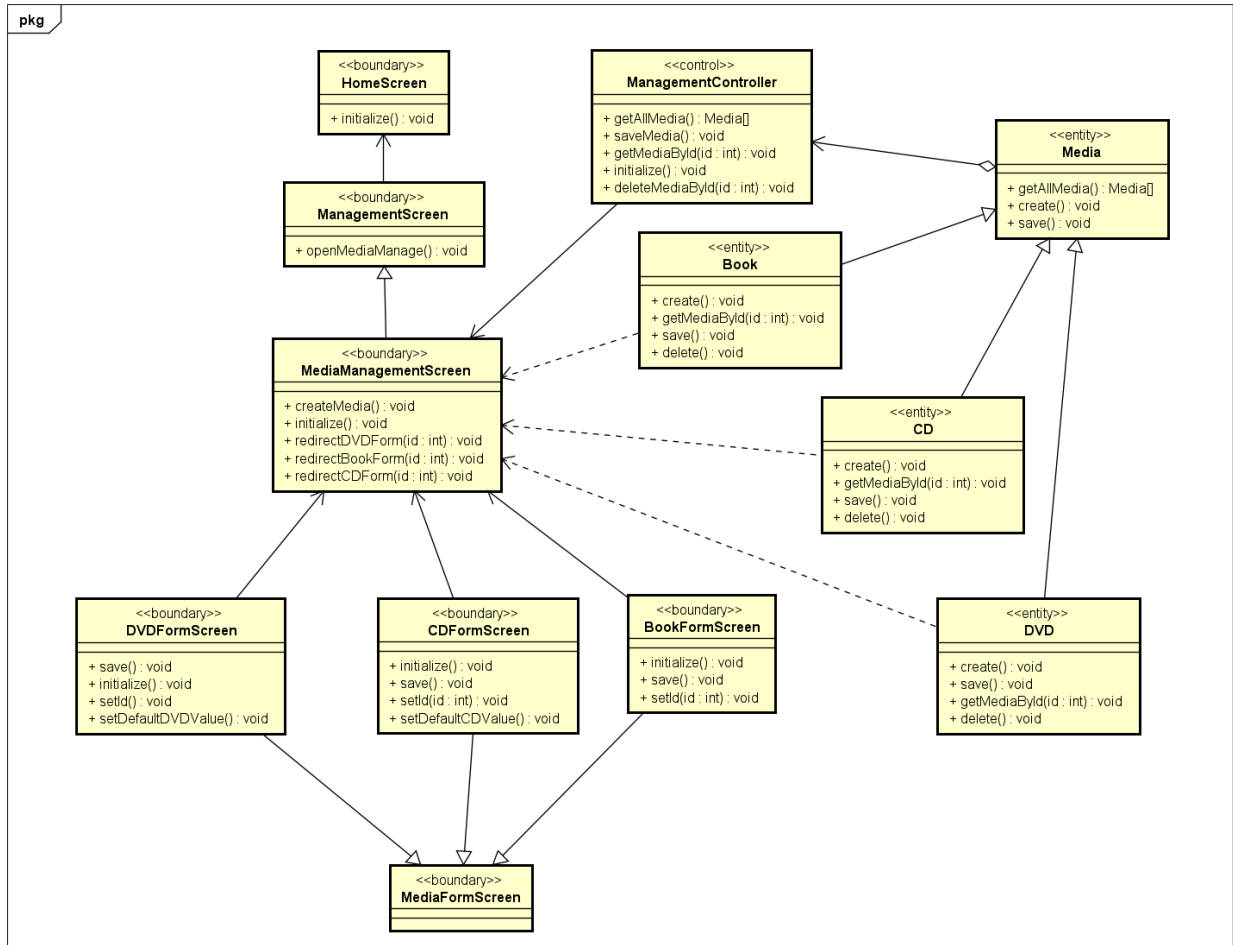 pkg
<<boundary>>
HomeScreen
+ initialize() : void
<<control>>
ManagementController
+ getAllMedia() : Media[]
+ saveMedia() : void
+ getMediaById(id : int) : void
+ initialize() : void
+ deleteMediaById(id : int) : void
<<entity>>
Media
+ getAllMedia() : Media[]
+ create() : void
+ save() : void
<<boundary>>
ManagementScreen
+ openMediaManage() : void
<<entity>>
Book
+ create() : void
+ getMediaById(id : int) : void
+ save() : void
+ delete() : void
<<boundary>>
MediaManagementScreen
+ createMedia() : void
+ initialize() : void
+ redirectDVDForm(id : int) : void
+ redirectBookForm(id : int) : void
+ redirectCDForm(id : int) : void
<<entity>>
CD
+ create() : void
+ getMediaById(id : int) : void
+ save() : void
+ delete() : void
<<boundary>>
DVDFormScreen
+ save() : void
+ initialize() : void
+ setId() : void
+ setDefaultDVDValue() : void
<<boundary>>
CDFormScreen
+ initialize() : void
+ save() : void
+ setId(id : int) : void
+ setDefaultCDValue() : void
<<boundary>>
BookFormScreen
+ initialize() : void
+ save() : void
+ setId(id : int) : void
<<entity>>
DVD
+ create() : void
+ save() : void
+ getMediaById(id : int) : void
+ delete() : void
<<boundary>>
MediaFormScreen